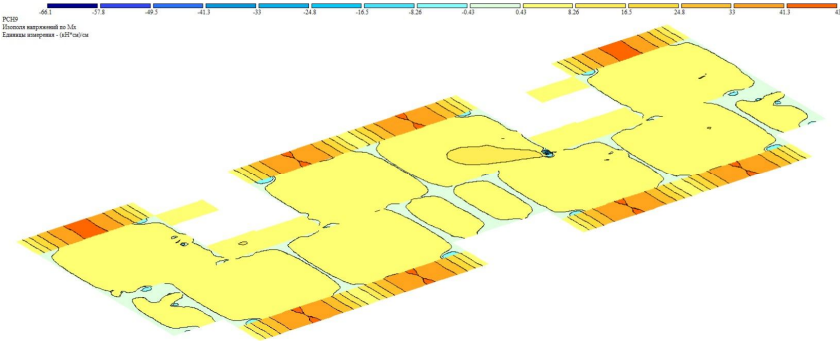 -66.1 -57.8 -49.5 -41.3 -33 -24.8 -16.5 -8.26 -0.43 0.43 8.26 16.5 24.8 33 41.3
РСН9
Изополя напряжений по Mx
Единицы измерения - (кН*см)/см